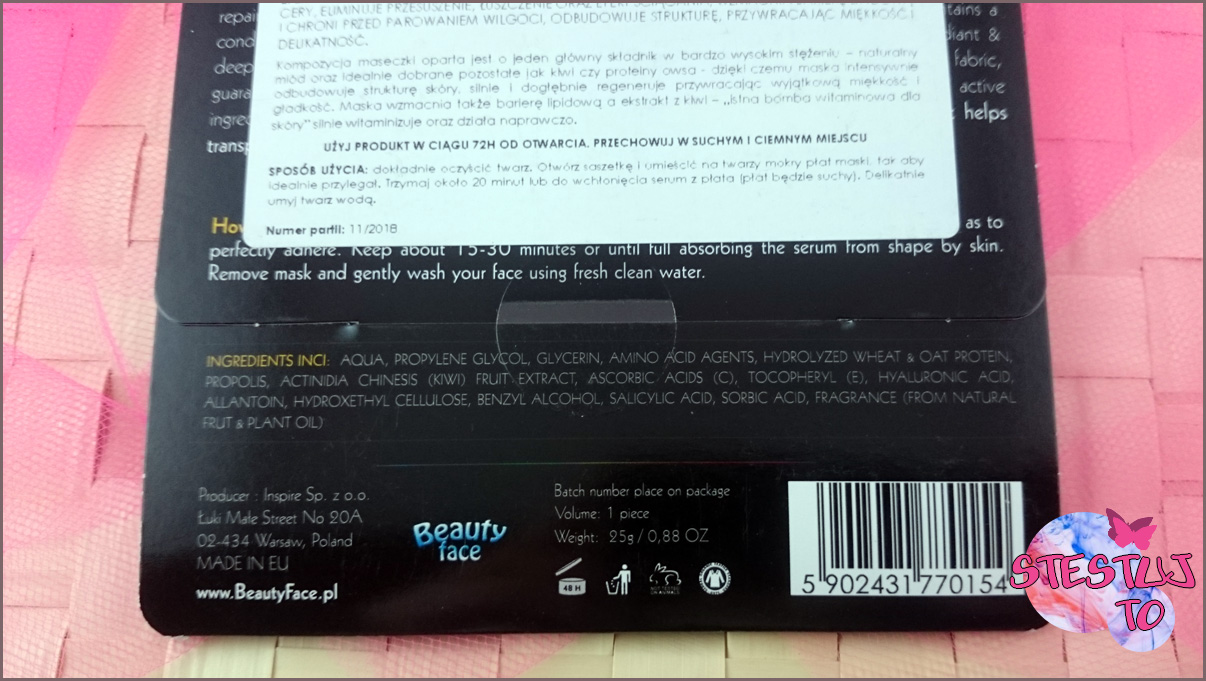 CERY, ELIMINUJE PRZESUSZENIE, ŁUSZCZENIE ORAZ EFEKT ŚCIĄGNIĘCIA,
I CHRONI PRZED PAROWANIEM WILGOCI, ODBUDOWUJE STRUKTURĘ, PRZYWRACAJĄC MIĘKKOŚĆ I
DELIKATNOŚĆ.
Kompozycja maseczki oparta jest o jeden główny składnik w bardzo wysokim stężeniu – naturalny
miód oraz idealnie dobrane pozostałe jak kiwi czy proteiny owsa - dzięki czemu maska intensywnie
odbudowuje strukturę skóry, silnie i dogłębnie regeneruje przywracając wyjątkową miękkość i
gładkość. Maska wzmacnia także barierę lipidową a ekstrakt z kiwi – „istna bomba witaminowa dla
skóry" silnie witaminizuje oraz działa naprawczo.
UŻYJ PRODUKT W CIĄGU 72H OD OTWARCIA. PRZECHOWUJ W SUCHYM I CIEMNYM MIEJSCU
SPOSÓB UŻYCIA: dokładnie oczyścić twarz. Otwórz saszetkę i umieścić na twarzy mokry płat maski, tak aby
idealnie przylegał. Trzymaj około 20 minut lub do wchłonięcia serum z płata (płat będzie suchy). Delikatnie
umyj twarz wodą.
Numer partii: 11/2018
repai
tains a
cond
diant &
deep
fabric,
guara
active
ingre
helps
transp
How
as to
perfectly adhere. Keep about 15-30 minutes or until full absorbing the serum from shape by skin.
Remove mask and gently wash your face using fresh clean water.
INGREDIENTS INCI: AQUA, PROPYLENE GLYCOL, GLYCERIN, AMINO ACID AGENTS, HYDROLYZED WHEAT & OAT PROTEIN,
PROPOLIS, ACTINIDIA CHINESIS (KIWI) FRUIT EXTRACT, ASCORBIC ACIDS (C), TOCOPHERYL (E), HYALURONIC ACID,
ALLANTOIN, HYDROXETHYL CELLULOSE, BENZYL ALCOHOL, SALICYLIC ACID, SORBIC ACID, FRAGRANCE (FROM NATURAL
FRUT & PLANT OIL)
Producer : Inspire Sp. z o.o.
Łuki Małe Street No 20A
02-434 Warsaw, Poland
MADE IN EU
www.BeautyFace.pl
Beauty
face
Batch number place on package
Volume: 1 piece
Weight: 25g / 0,88 OZ
48 H
5 902431 770154
STESTUJ
TO